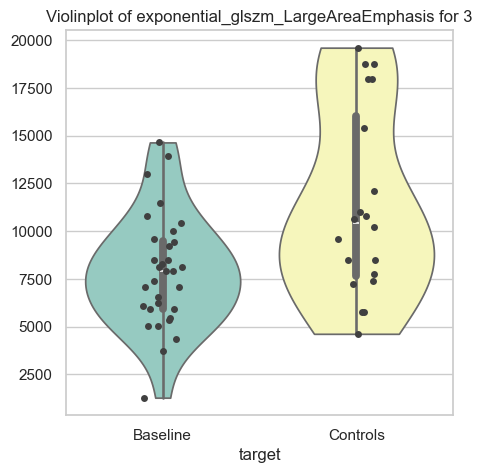 Violinplot of exponential_glszm_LargeAreaEmphasis for 3
20000
17500
15000
12500
10000
7500
5000
2500
Baseline Controls
target